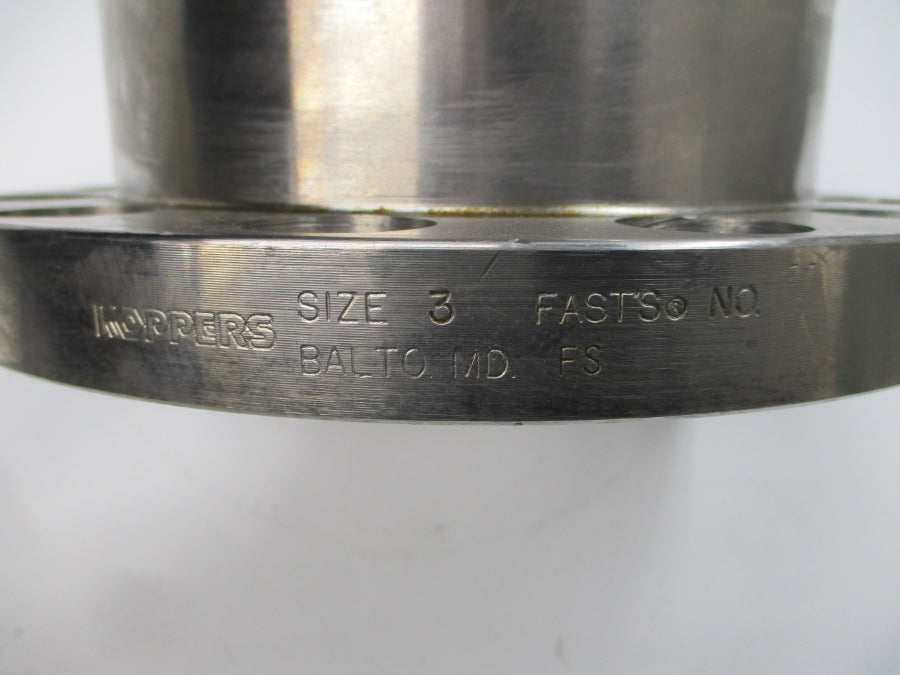 KOPPERS SIZE 3 FAST'S® NO.
BALTO. MD. FS